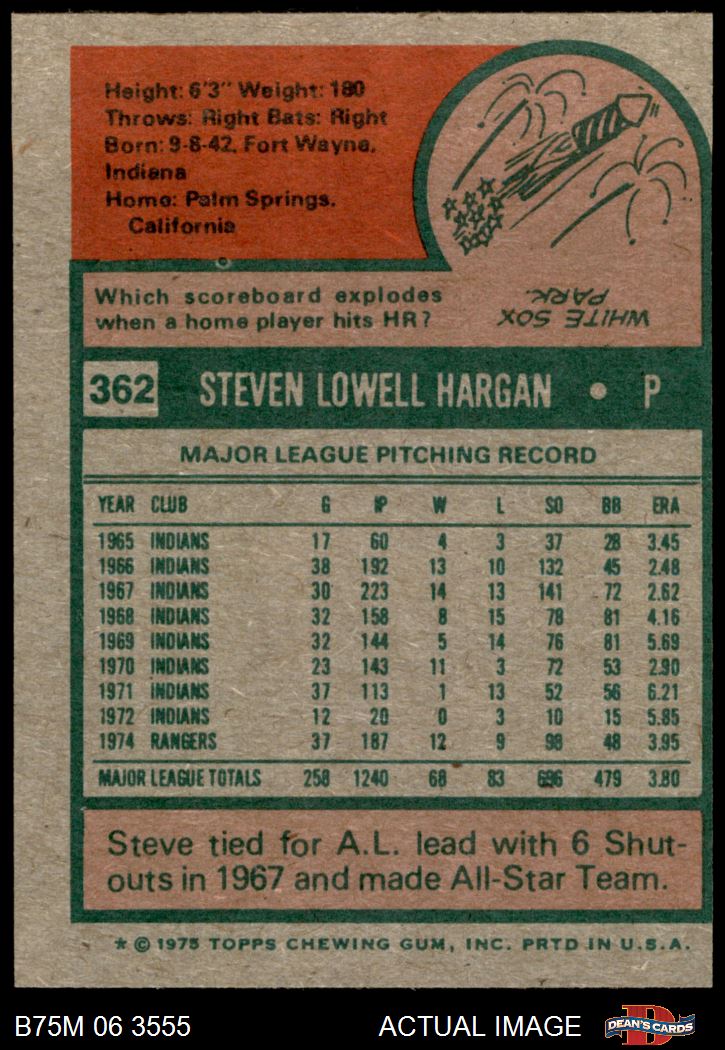 Height: 6'3" Weight: 180
Throws: Right Bats: Right
Born: 9-8-42, Fort Wayne,
Indiana
Home: Palm Springs,
California
Which scoreboard explodes
when a home player hits HR?
WHITE SOX
PARK.
362 STEVEN LOWELL HARGAN • P
MAJOR LEAGUE PITCHING RECORD
YEAR CLUB G IP W L SO BB ERA
1965 INDIANS 17 60 4 3 37 28 3.45
1966 INDIANS 38 192 13 10 132 45 2.48
1967 INDIANS 30 223 14 13 141 72 2.62
1968 INDIANS 32 158 8 15 78 81 4.16
1969 INDIANS 32 144 5 14 76 81 5.69
1970 INDIANS 23 143 11 3 72 53 2.90
1971 INDIANS 37 113 1 13 52 56 6.21
1972 INDIANS 12 20 0 3 10 15 5.85
1974 RANGERS 37 187 12 9 98 48 3.95
MAJOR LEAGUE TOTALS 258 1240 68 83 696 479 3.80
Steve tied for A.L. lead with 6 Shut-
outs in 1967 and made All-Star Team.
* © 1975 TOPPS CHEWING GUM, INC. PRTD IN U.S.A.
B75M 06 3555 ACTUAL IMAGE DEAN'S CARDS